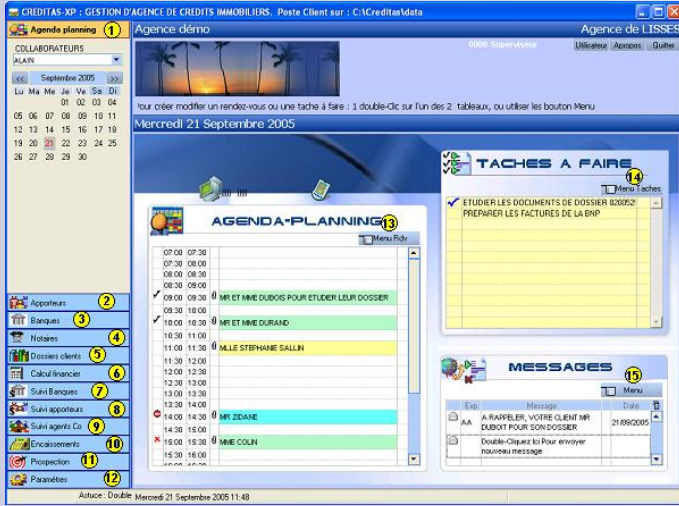 CREDITAS-XP : GESTION D'AGENCE DE CREDITS IMMOBILIERS. Poste Client sur : C:\Creditas\data
Agenda planning 1
Agence démo
Agence de LISSES
COLLABORATEURS
ALAIN
0000 Superviseur
Utilisateur Apropos Quitter
<< Septembre 2005 >>
Lu Ma Me Je Ve Sa Di
01 02 03 04
05 06 07 08 09 10 11
12 13 14 15 16 17 18
19 20 21 22 23 24 25
26 27 28 29 30
Pour créer modifier un rendez-vous ou une tache à faire : 1 double-Clic sur l'un des 2 tableaux, ou utiliser les bouton Menu
Mercredi 21 Septembre 2005
TACHES A FAIRE
14
Menu Taches
ETUDIER LES DOCUMENTS DE DOSSIER 020052
PREPARER LES FACTURES DE LA BNP
AGENDA-PLANNING 13
Menu Rdv
07:00 07:30
07:30 08:00
08:00 08:30
08:30 09:00
09:00 09:30 MR ET MME DUBOIS POUR ETUDIER LEUR DOSSIER
09:30 10:00
10:00 10:30 MR ET MME DURAND
10:30 11:00
11:00 11:30 MLLE STEPHANIE SALLIN
11:30 12:00
12:00 12:30
12:30 13:00
13:00 13:30
13:30 14:00
14:00 14:30 MR ZIDANE
14:30 15:00
15:00 15:30 MME COLIN
15:30 16:00
MESSAGES
15
Menu
Exp Message Date
AA A RAPPELER, VOTRE CLIENT MR 21/09/2005
DUBOIT POUR SON DOSSIER
Double-Cliquez Ici Pour envoyer
nouveau message
Apporteurs 2
Banques 3
Notaires 4
Dossiers clients 5
Calcul financier 6
Suivi Banques 7
Suivi apporteurs 8
Suivi agents Co 9
Encaissements 10
Prospection 11
Paramètres 12
Astuce : Double
Mercredi 21 Septembre 2005 11:48